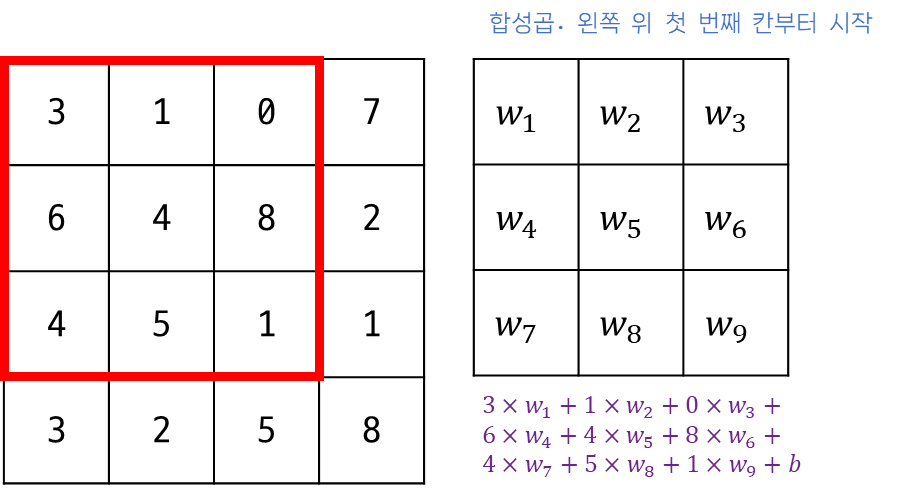 합성곱. 왼쪽 위 첫 번째 칸부터 시작
3 1 0 7
6 4 8 2
4 5 1 1
3 2 5 8
w₁ w₂ w₃
w₄ w₅ w₆
w₇ w₈ w₉
3 × w₁ + 1 × w₂ + 0 × w₃ +
6 × w₄ + 4 × w₅ + 8 × w₆ +
4 × w₇ + 5 × w₈ + 1 × w₉ + b